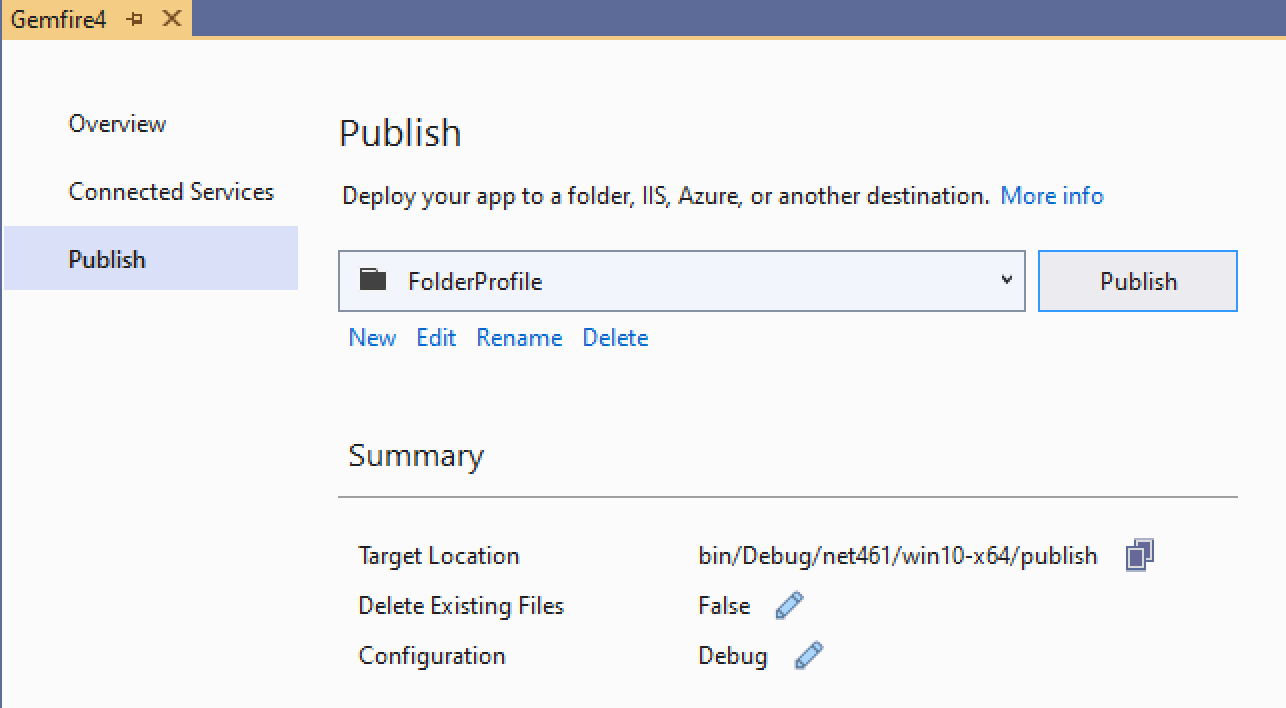 Gemfire4
Overview
Connected Services
Publish
Publish
Deploy your app to a folder, IIS, Azure, or another destination. More info
FolderProfile
Publish
New Edit Rename Delete
Summary
Target Location bin/Debug/net461/win10-x64/publish
Delete Existing Files False
Configuration Debug